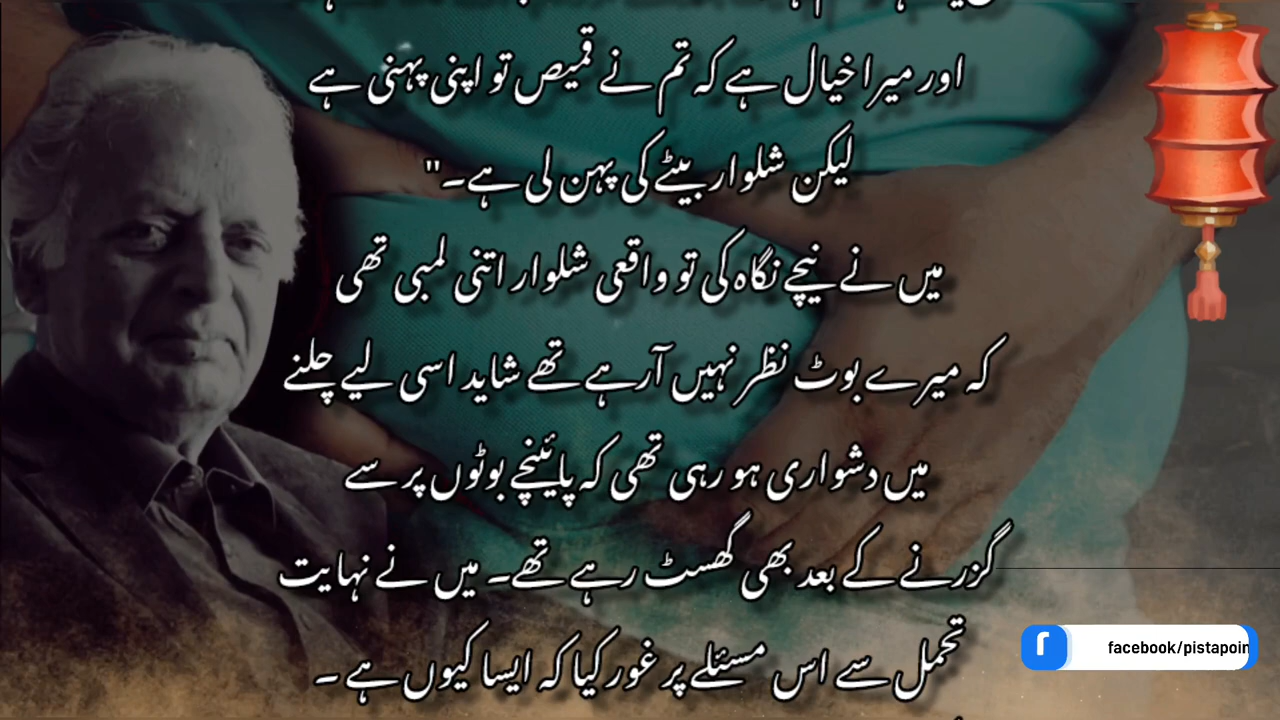 اور میرا خیال ہے کہ تم نے قمیص تو اپنی پہنی ہے
لیکن شلوار بیٹے کی پہن لی ہے۔"
میں نے نیچے نگاہ کی تو واقعی شلوار اتنی لمبی تھی
کہ میرے بوٹ نظر نہیں آرہے تھے شاید اسی لیے چلنے
میں دشواری ہو رہی تھی کہ پائینچے بوٹوں پر سے
گزرنے کے بعد بھی گھسٹ رہے تھے۔ میں نے نہایت
تحمل سے اس مسئلے پر غور کیا کہ ایسا کیوں ہے ۔
facebook/pistapoin